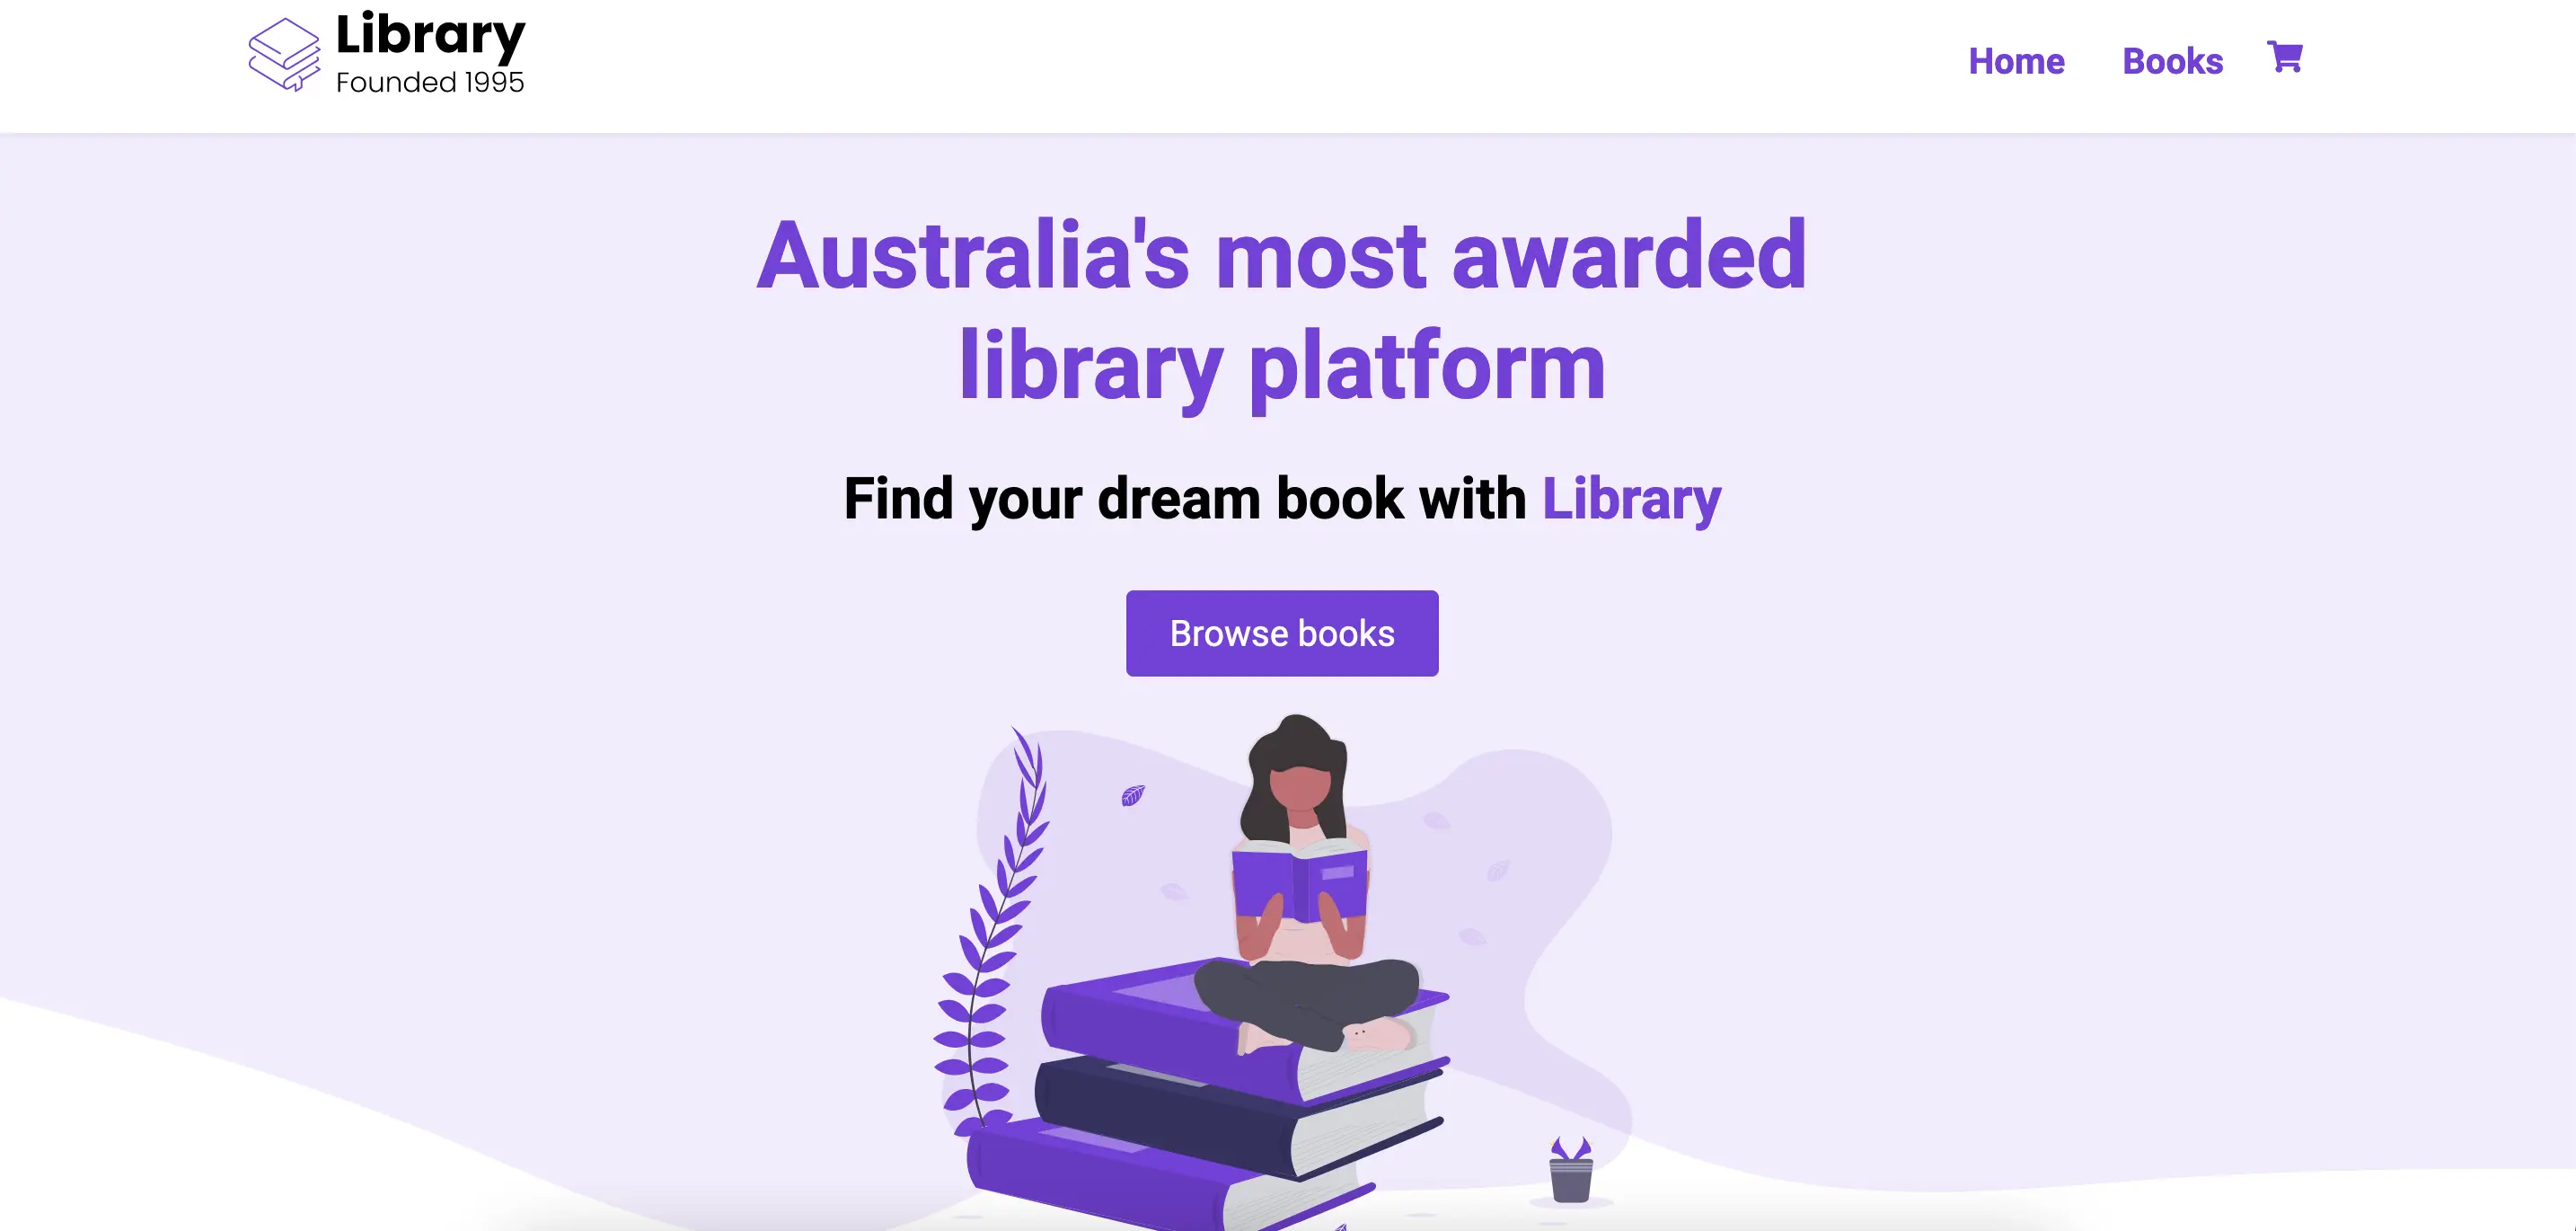 Library
Founded 1995
Home
Books
Australia's most awarded
library platform
Find your dream book with Library
Browse books